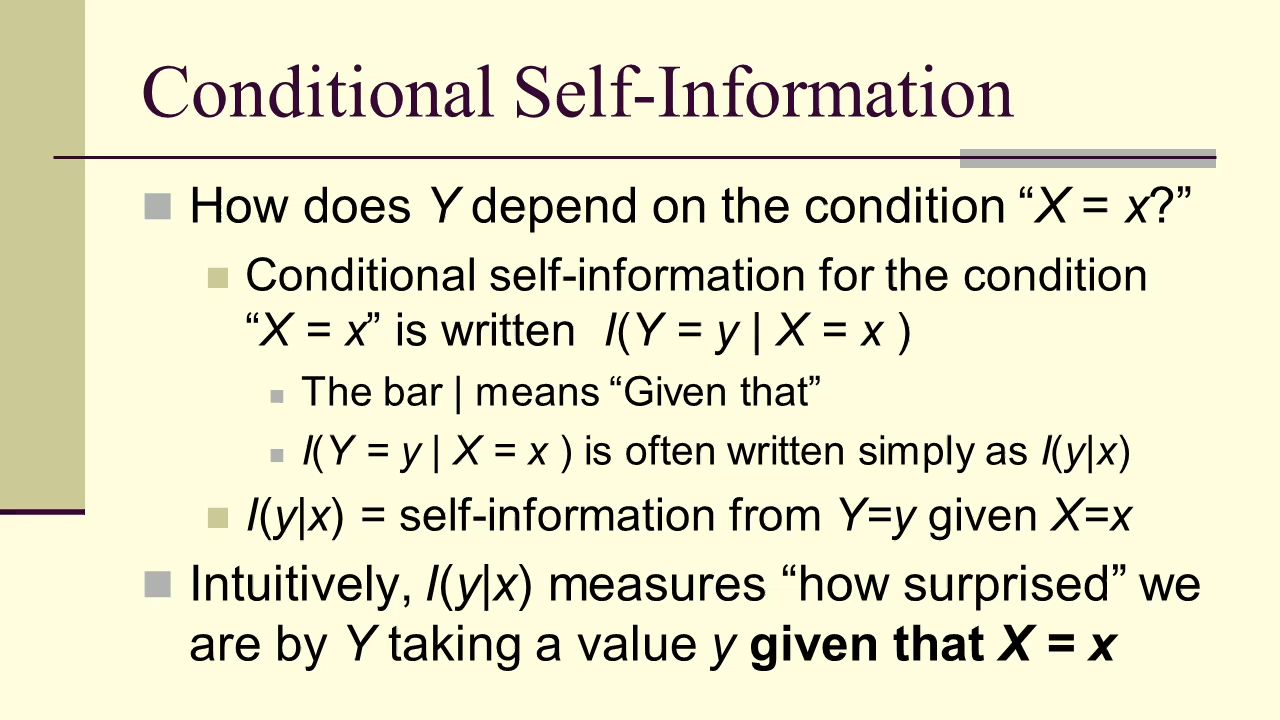 Conditional Self-Information
How does Y depend on the condition “X = x?”
Conditional self-information for the condition
“X = x” is written I(Y = y | X = x )
The bar | means “Given that”
I(Y = y | X = x ) is often written simply as I(y|x)
I(y|x) = self-information from Y=y given X=x
Intuitively, I(y|x) measures “how surprised” we
are by Y taking a value y given that X = x